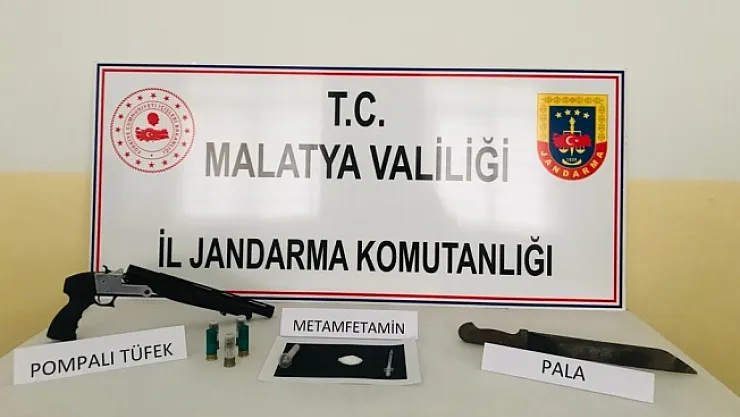 T.C.
MALATYA VALİLİĞİ
İL JANDARMA KOMUTANLIĞI
JANDARMA
POMPALI TÜFEK
METAMFETAMİN
PALA